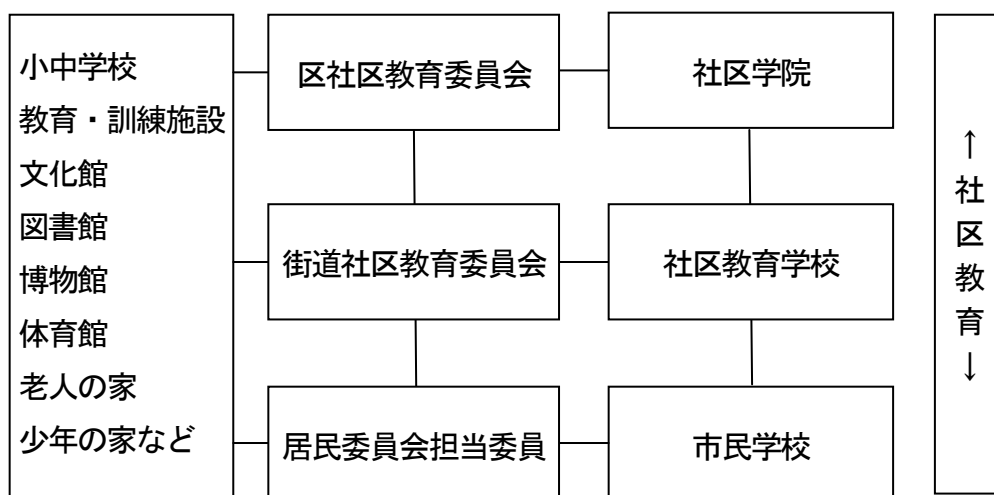 小中学校
教育・訓練施設
文化館
図書館
博物館
体育館
老人の家
少年の家など
区社区教育委員会
社区学院
街道社区教育委員会
社区教育学校
居民委員会担当委員
市民学校
↑社区教育↓